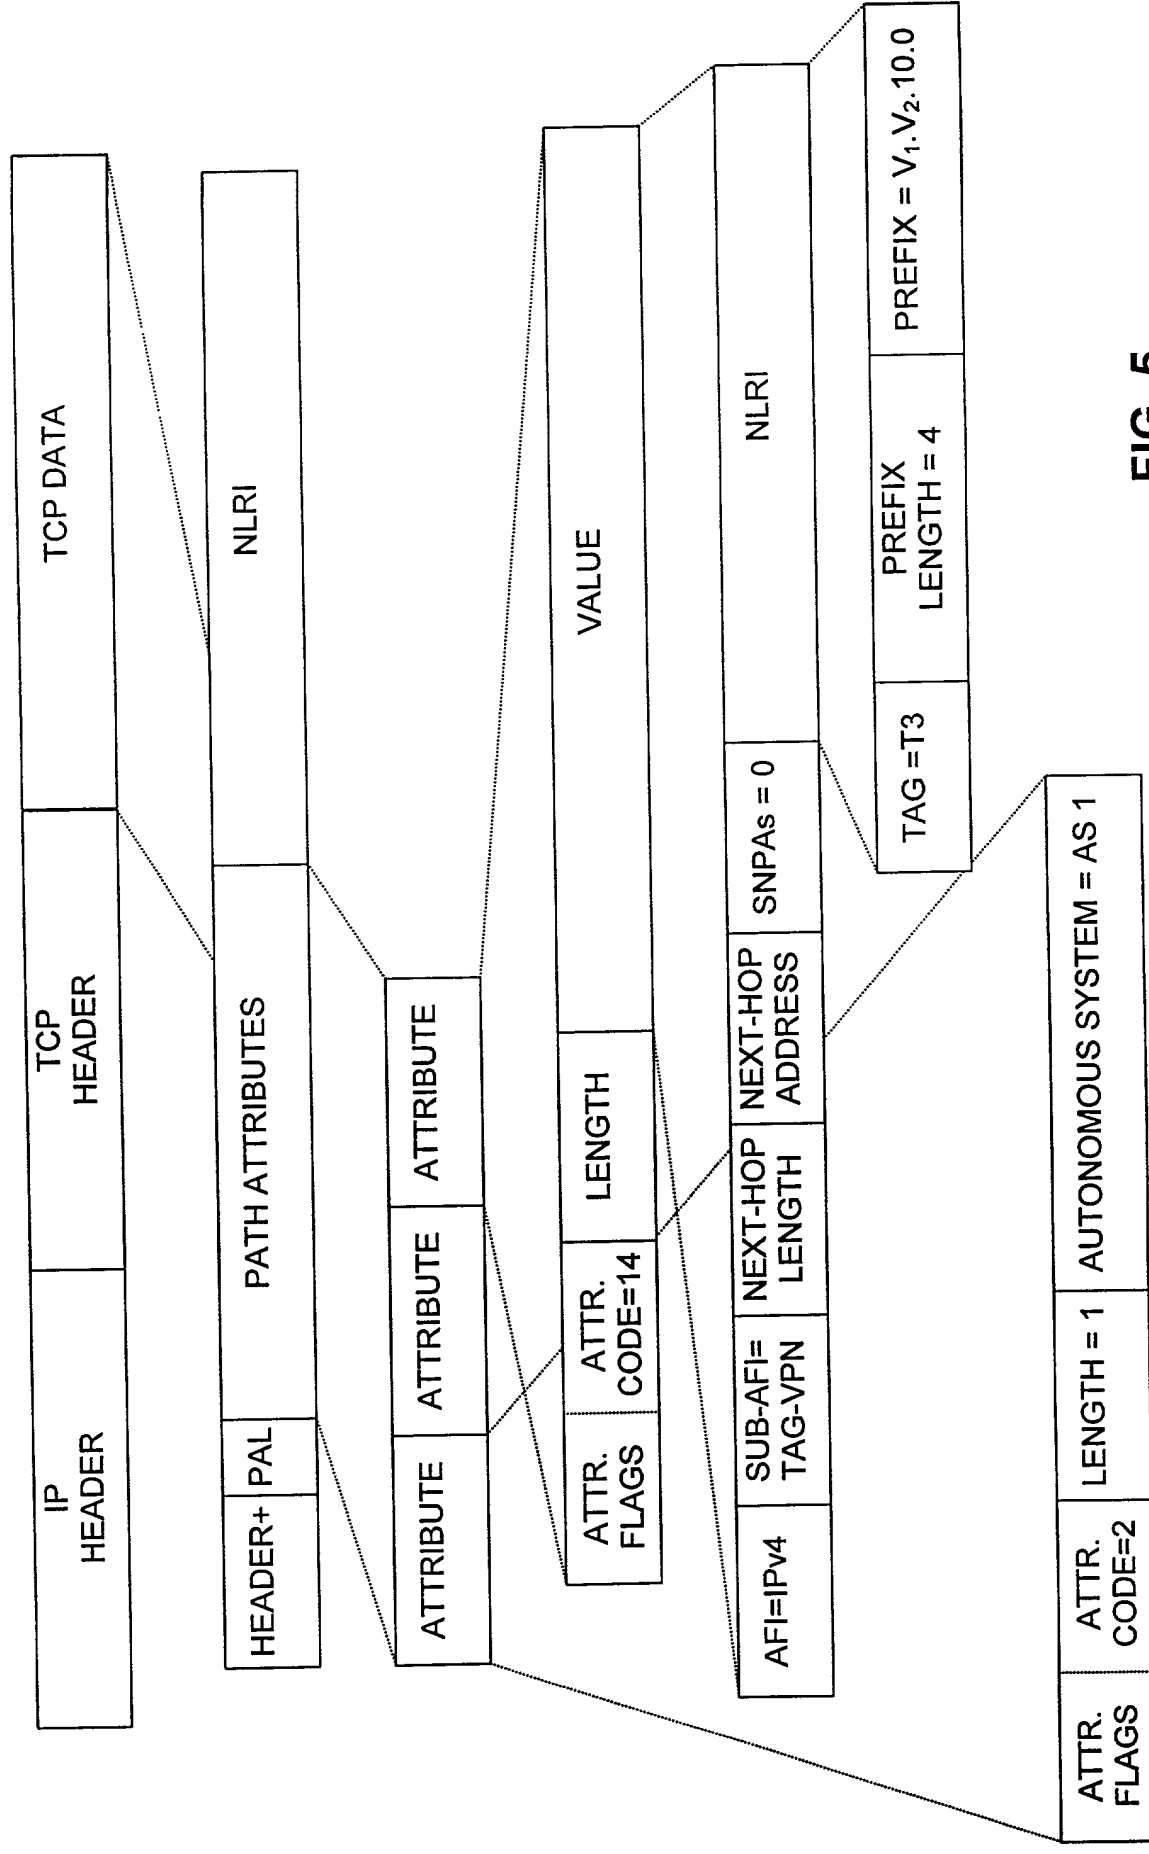 IP
HEADER
TCP
HEADER
TCP DATA
HEADER+
PAL
PATH ATTRIBUTES
NLRI
ATTRIBUTE
ATTRIBUTE
ATTRIBUTE
ATTR.
FLAGS
ATTR.
CODE=14
LENGTH
VALUE
AFI=IPv4
SUB-AFI=
TAG-VPN
NEXT-HOP
LENGTH
NEXT-HOP
ADDRESS
SNPAs = 0
NLRI
TAG =T3
PREFIX
LENGTH = 4
PREFIX = V₁.V₂.10.0
ATTR.
FLAGS
ATTR.
CODE=2
LENGTH = 1
AUTONOMOUS SYSTEM = AS 1
FIG. 5